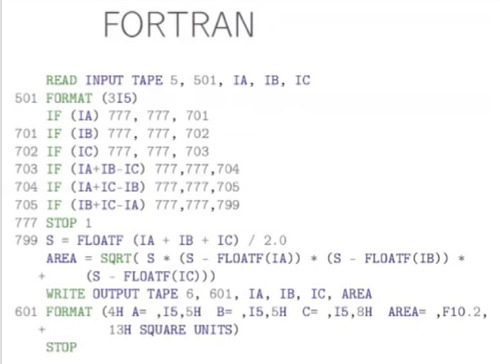 FORTRAN
READ INPUT TAPE 5, 501, IA, IB, IC
501 FORMAT (3I5)
IF (IA) 777, 777, 701
701 IF (IB) 777, 777, 702
702 IF (IC) 777, 777, 703
703 IF (IA+IB-IC) 777,777,704
704 IF (IA+IC-IB) 777,777,705
705 IF (IB+IC-IA) 777,777,799
777 STOP 1
799 S = FLOATF (IA + IB + IC) / 2.0
AREA = SQRT( S * (S - FLOATF(IA)) * (S - FLOATF(IB)) *
+ (S - FLOATF(IC)))
WRITE OUTPUT TAPE 6, 601, IA, IB, IC, AREA
601 FORMAT (4H A= ,I5,5H B= ,I5,5H C= ,I5,8H AREA= ,F10.2,
+ 13H SQUARE UNITS)
STOP